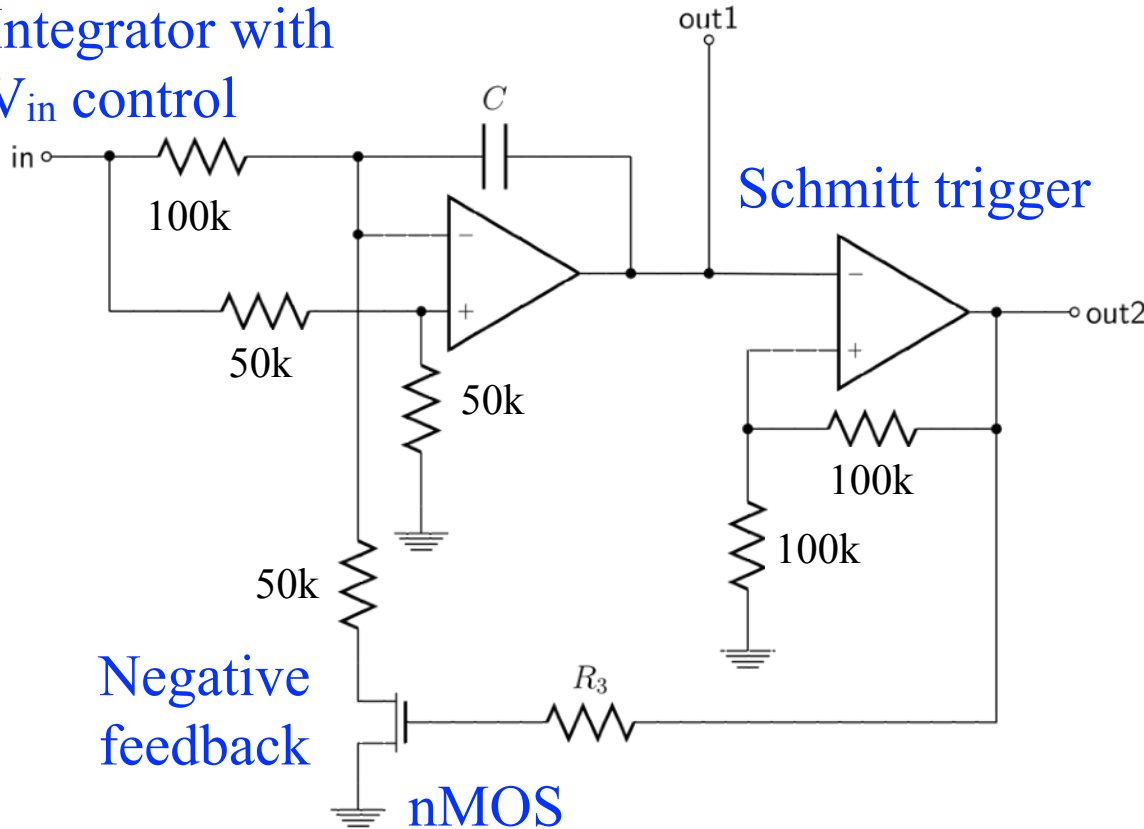 Integrator with
Vin control
out1
C
in
Schmitt trigger
100k
−
−
out2
+
50k
+
50k
100k
100k
50k
Negative
feedback
R3
nMOS